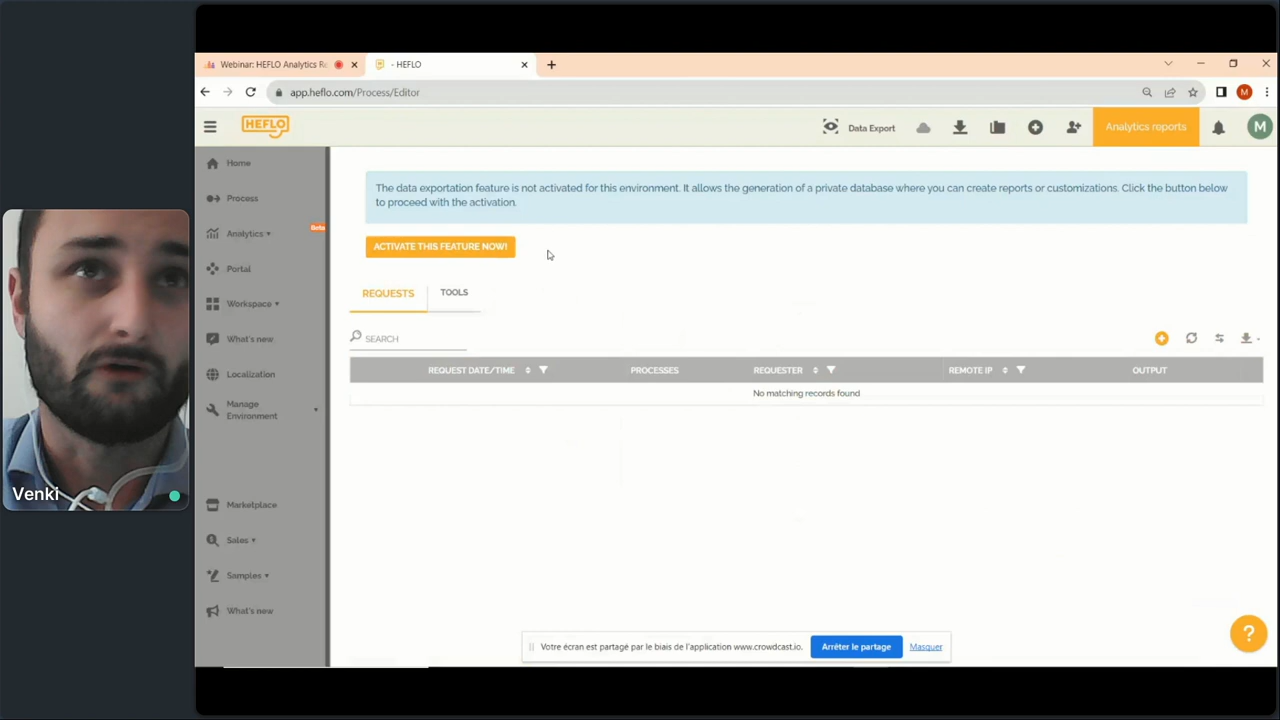 Webinar: HEFLO Analytics Re
- HEFLO
app.heflo.com/Process/Editor
HEFLO
Data Export
Analytics reports
M
M
Home
Process
Analytics
Beta
Portal
Workspace
What's new
Localization
Manage
Environment
Marketplace
Sales
Samples
What's new
The data exportation feature is not activated for this environment. It allows the generation of a private database where you can create reports or customizations. Click the button below
to proceed with the activation.
ACTIVATE THIS FEATURE NOW!
REQUESTS
TOOLS
SEARCH
REQUEST DATE/TIME PROCESSES REQUESTER REMOTE IP OUTPUT
No matching records found
Venki
Votre écran est partagé par le biais de l'application www.crowdcast.io.
Arrêter le partage
Masquer
?